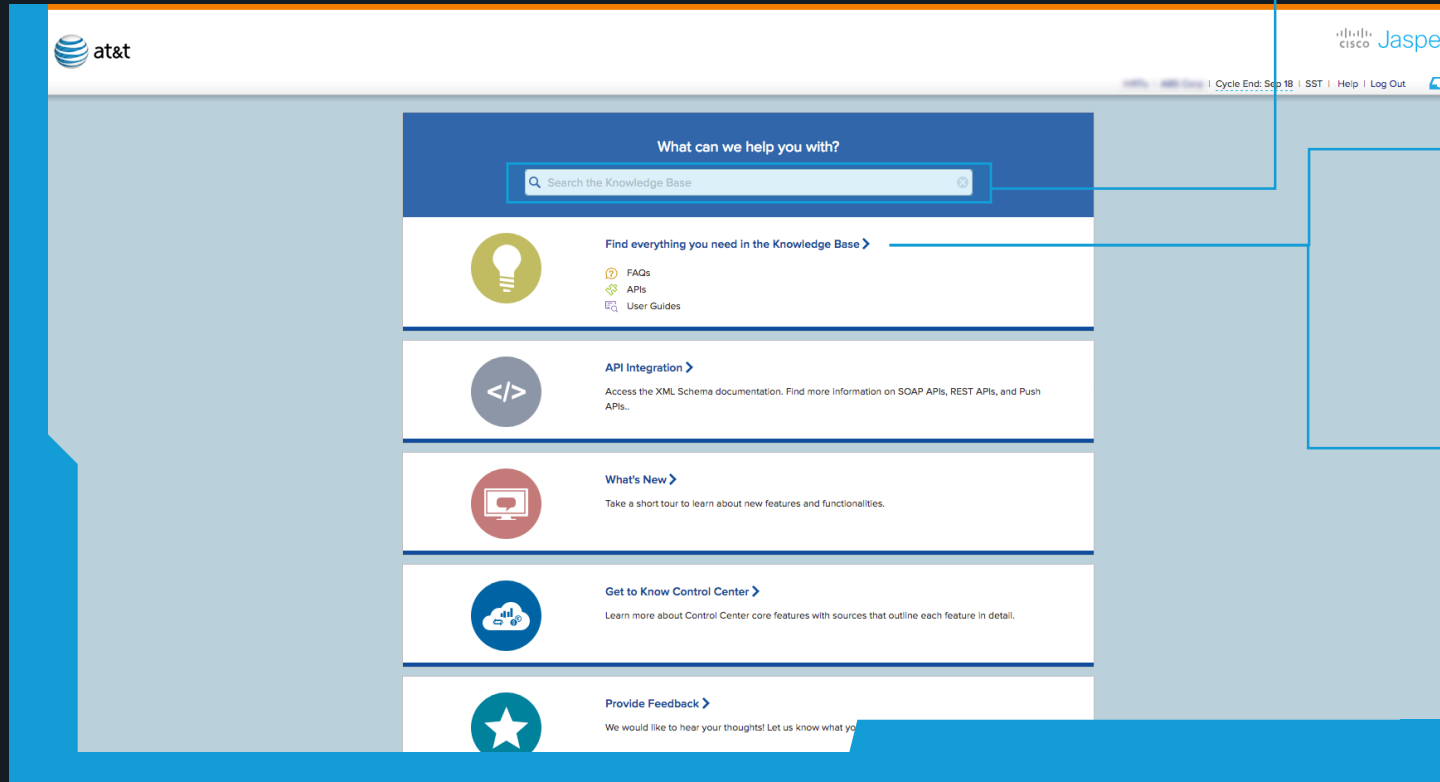 at&t
cisco Jaspe
| Cycle End: Sep 18 | SST | Help | Log Out
What can we help you with?
Search the Knowledge Base
Find everything you need in the Knowledge Base
FAQs
APIs
User Guides
API Integration
</>
Access the XML Schema documentation. Find more information on SOAP APIs, REST APIs, and Push
APIs..
What's New
Take a short tour to learn about new features and functionalities.
Get to Know Control Center
Learn more about Control Center core features with sources that outline each feature in detail.
Provide Feedback
We would like to hear your thoughts! Let us know what yo